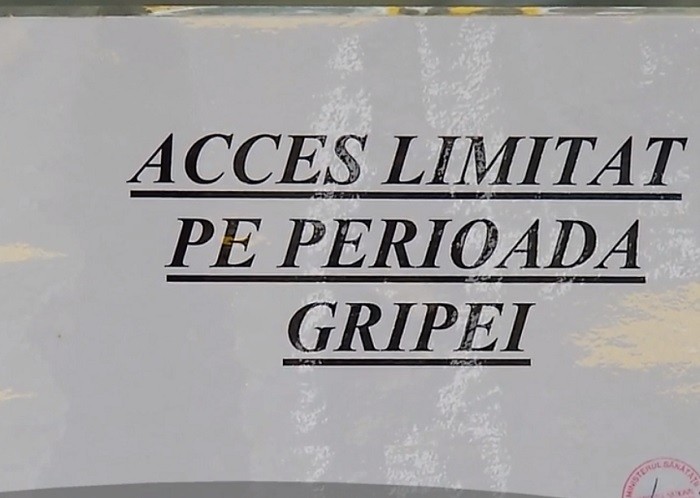 ACCES LIMITAT
PE PERIOADA
GRIPEI